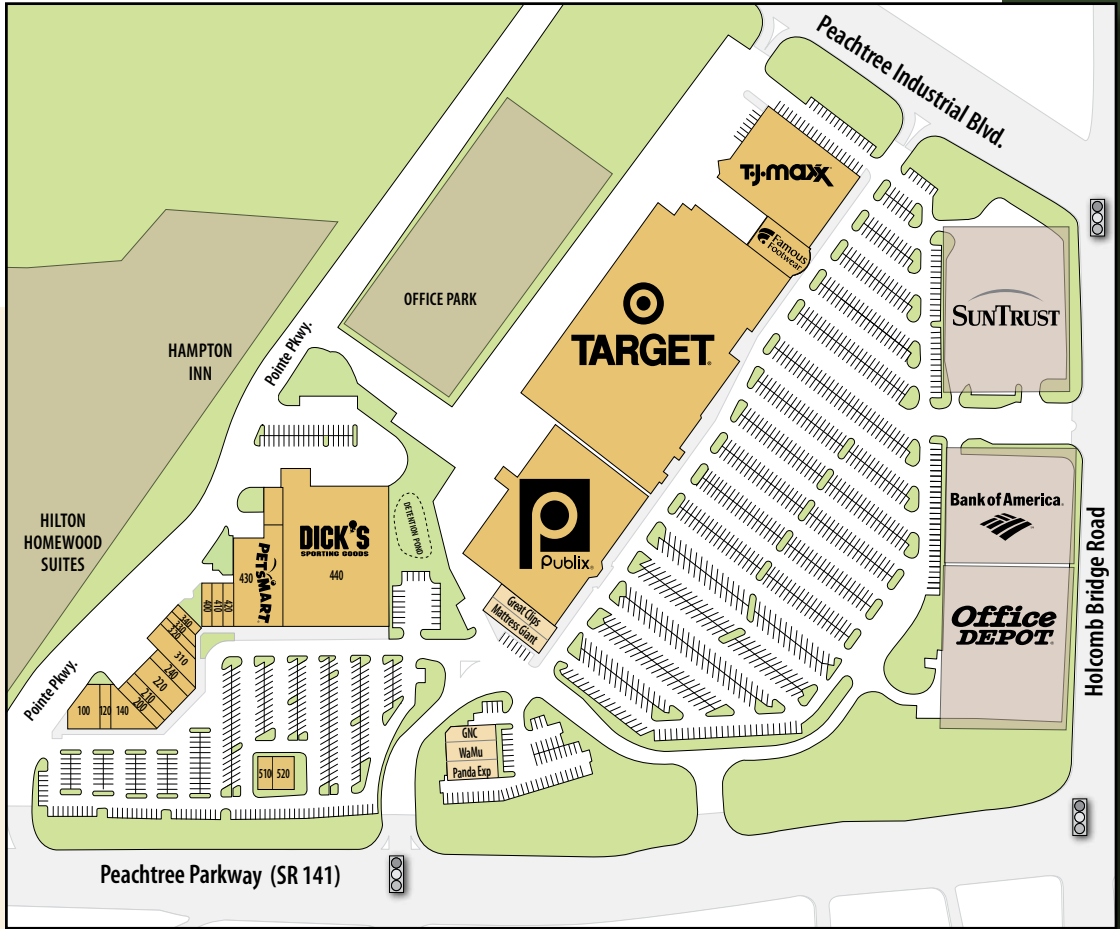 Peachtree Industrial Blvd.
T·J·maxx
Famous
Footwear
OFFICE PARK
TARGET
SUNTRUST
Pointe Pkwy.
HAMPTON
INN
Bank of America
HILTON
HOMEWOOD
SUITES
DICK'S
SPORTING GOODS
440
DETENTION POND
Publix
PETSMART
430
420
410
400
Great Clips
Mattress Giant
Office
DEPOT
Holcomb Bridge Road
340
330
320
310
240
220
210
200
140
120
100
Pointe Pkwy.
GNC
WaMu
Panda Exp
510
520
Peachtree Parkway (SR 141)